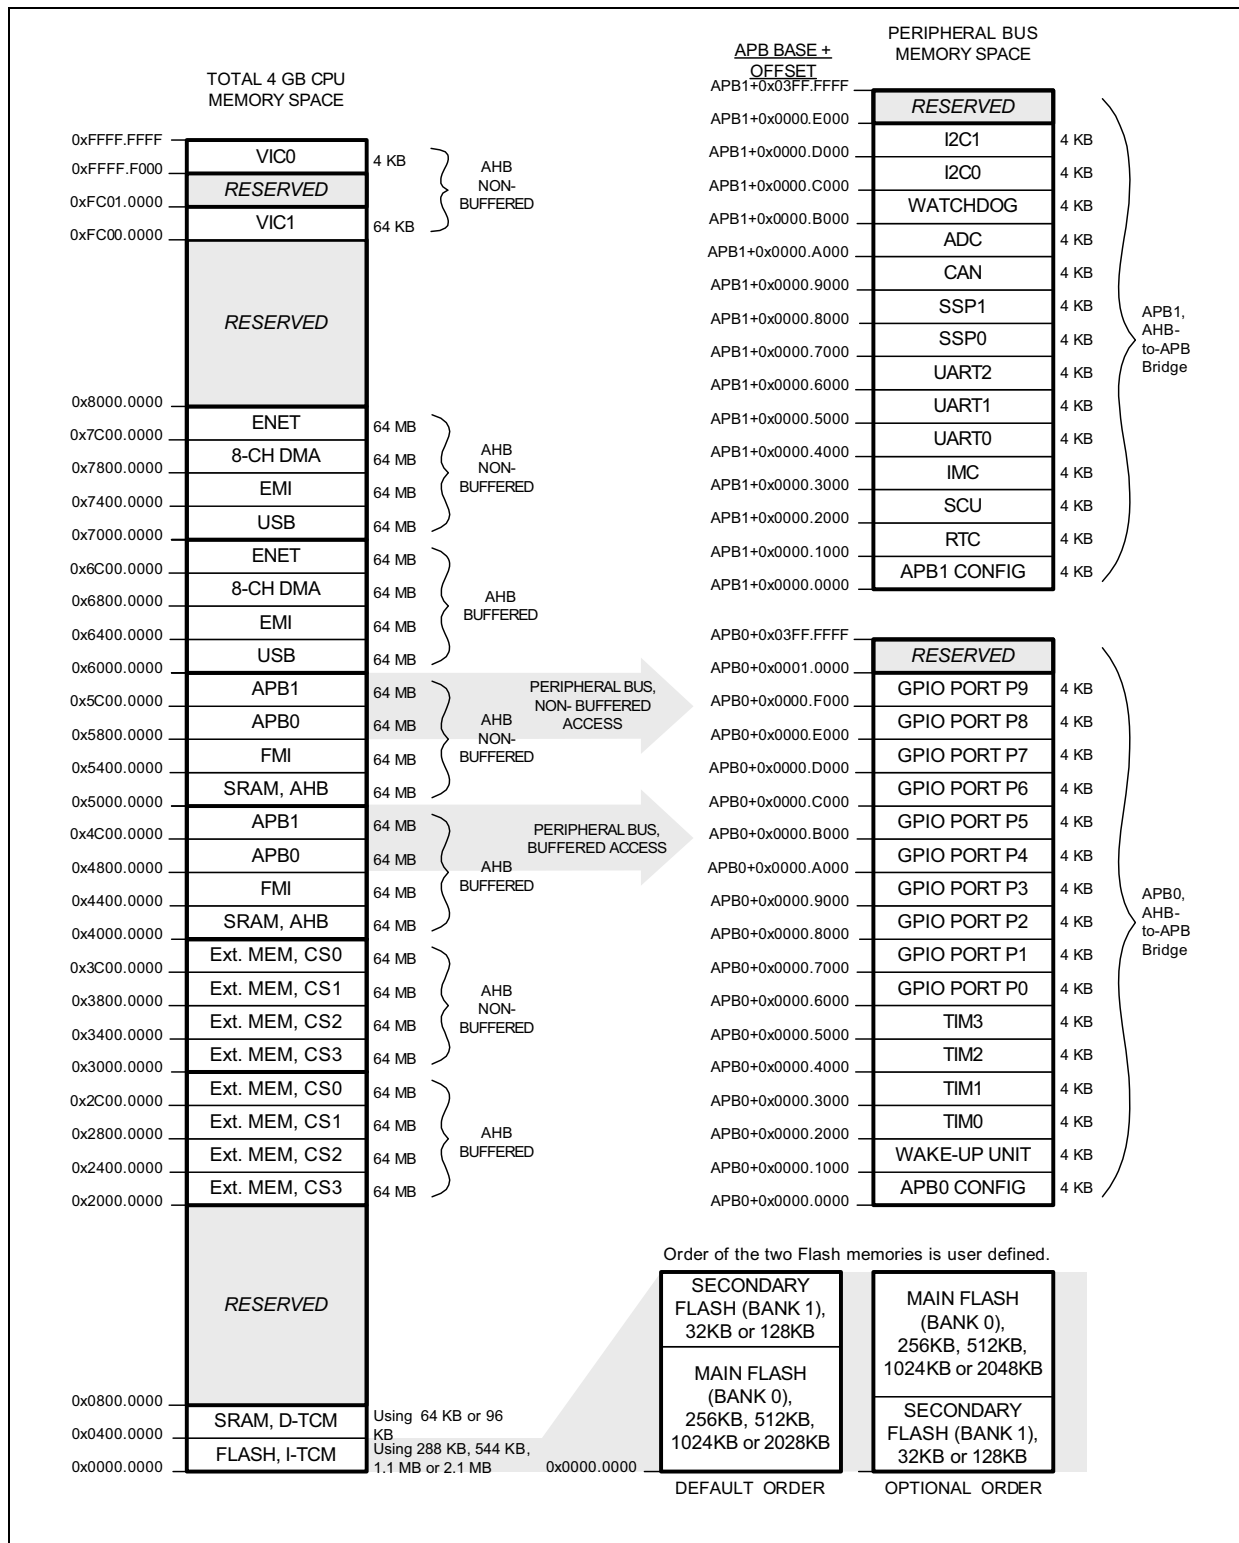 TOTAL 4 GB CPU
MEMORY SPACE
0xFFFF.FFFF
VIC0
4 KB
0xFFFF.F000
RESERVED
0xFC01.0000
VIC1
64 KB
0xFC00.0000
AHB
NON-
BUFFERED
RESERVED
0x8000.0000
ENET
64 MB
0x7C00.0000
8-CH DMA
64 MB
0x7800.0000
EMI
64 MB
0x7400.0000
USB
64 MB
0x7000.0000
AHB
NON-
BUFFERED
ENET
64 MB
0x6C00.0000
8-CH DMA
64 MB
0x6800.0000
EMI
64 MB
0x6400.0000
USB
64 MB
0x6000.0000
AHB
BUFFERED
APB1
64 MB
0x5C00.0000
APB0
64 MB
0x5800.0000
FMI
64 MB
0x5400.0000
SRAM, AHB
64 MB
0x5000.0000
AHB
NON-
BUFFERED
PERIPHERAL BUS,
NON- BUFFERED
ACCESS
APB1
64 MB
0x4C00.0000
APB0
64 MB
0x4800.0000
FMI
64 MB
0x4400.0000
SRAM, AHB
64 MB
0x4000.0000
AHB
BUFFERED
PERIPHERAL BUS,
BUFFERED ACCESS
Ext. MEM, CS0
64 MB
0x3C00.0000
Ext. MEM, CS1
64 MB
0x3800.0000
Ext. MEM, CS2
64 MB
0x3400.0000
Ext. MEM, CS3
64 MB
0x3000.0000
AHB
NON-
BUFFERED
Ext. MEM, CS0
64 MB
0x2C00.0000
Ext. MEM, CS1
64 MB
0x2800.0000
Ext. MEM, CS2
64 MB
0x2400.0000
Ext. MEM, CS3
64 MB
0x2000.0000
AHB
BUFFERED
RESERVED
0x0800.0000
SRAM, D-TCM
Using 64 KB or 96
KB
0x0400.0000
FLASH, I-TCM
Using 288 KB, 544 KB,
1.1 MB or 2.1 MB
0x0000.0000
APB BASE +
OFFSET
PERIPHERAL BUS
MEMORY SPACE
APB1+0x03FF.FFFF
RESERVED
APB1+0x0000.E000
I2C1
4 KB
APB1+0x0000.D000
I2C0
4 KB
APB1+0x0000.C000
WATCHDOG
4 KB
APB1+0x0000.B000
ADC
4 KB
APB1+0x0000.A000
CAN
4 KB
APB1+0x0000.9000
SSP1
4 KB
APB1+0x0000.8000
SSP0
4 KB
APB1+0x0000.7000
UART2
4 KB
APB1+0x0000.6000
UART1
4 KB
APB1+0x0000.5000
UART0
4 KB
APB1+0x0000.4000
IMC
4 KB
APB1+0x0000.3000
SCU
4 KB
APB1+0x0000.2000
RTC
4 KB
APB1+0x0000.1000
APB1 CONFIG
4 KB
APB1+0x0000.0000
APB1,
AHB-
to-APB
Bridge
APB0+0x03FF.FFFF
RESERVED
APB0+0x0001.0000
GPIO PORT P9
4 KB
APB0+0x0000.F000
GPIO PORT P8
4 KB
APB0+0x0000.E000
GPIO PORT P7
4 KB
APB0+0x0000.D000
GPIO PORT P6
4 KB
APB0+0x0000.C000
GPIO PORT P5
4 KB
APB0+0x0000.B000
GPIO PORT P4
4 KB
APB0+0x0000.A000
GPIO PORT P3
4 KB
APB0+0x0000.9000
GPIO PORT P2
4 KB
APB0+0x0000.8000
GPIO PORT P1
4 KB
APB0+0x0000.7000
GPIO PORT P0
4 KB
APB0+0x0000.6000
TIM3
4 KB
APB0+0x0000.5000
TIM2
4 KB
APB0+0x0000.4000
TIM1
4 KB
APB0+0x0000.3000
TIM0
4 KB
APB0+0x0000.2000
WAKE-UP UNIT
4 KB
APB0+0x0000.1000
APB0 CONFIG
4 KB
APB0+0x0000.0000
APB0,
AHB-
to-APB
Bridge
Order of the two Flash memories is user defined.
SECONDARY
FLASH (BANK 1),
32KB or 128KB
MAIN FLASH
(BANK 0),
256KB, 512KB,
1024KB or 2028KB
0x0000.0000
DEFAULT ORDER
MAIN FLASH
(BANK 0),
256KB, 512KB,
1024KB or 2048KB
SECONDARY
FLASH (BANK 1),
32KB or 128KB
OPTIONAL ORDER